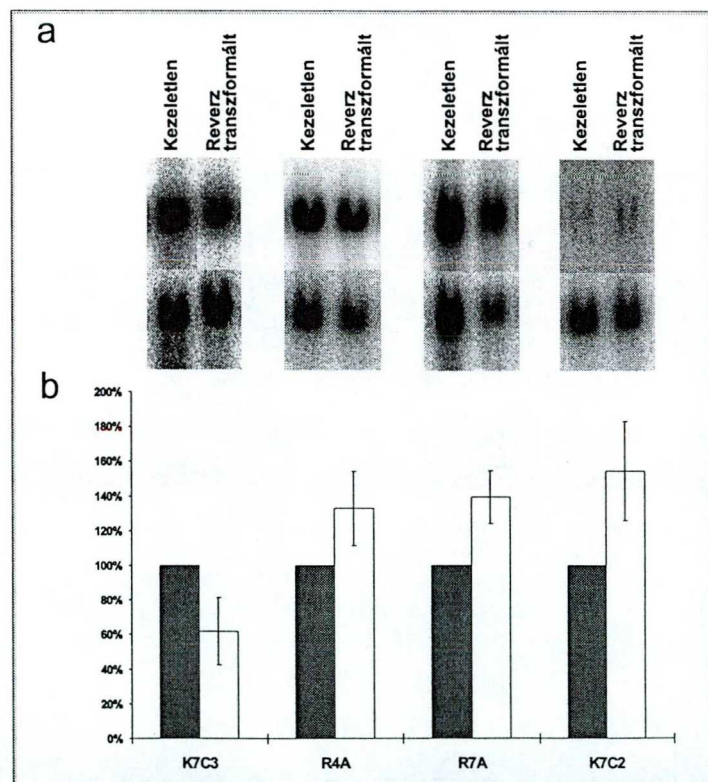 a
Kezeletlen
Reverz
transzformált
Kezeletlen
Reverz
transzformált
Kezeletlen
Reverz
transzformált
Kezeletlen
Reverz
transzformált
b
200%
180%
160%
140%
120%
100%
80%
60%
40%
20%
0%
K7C3
R4A
R7A
K7C2